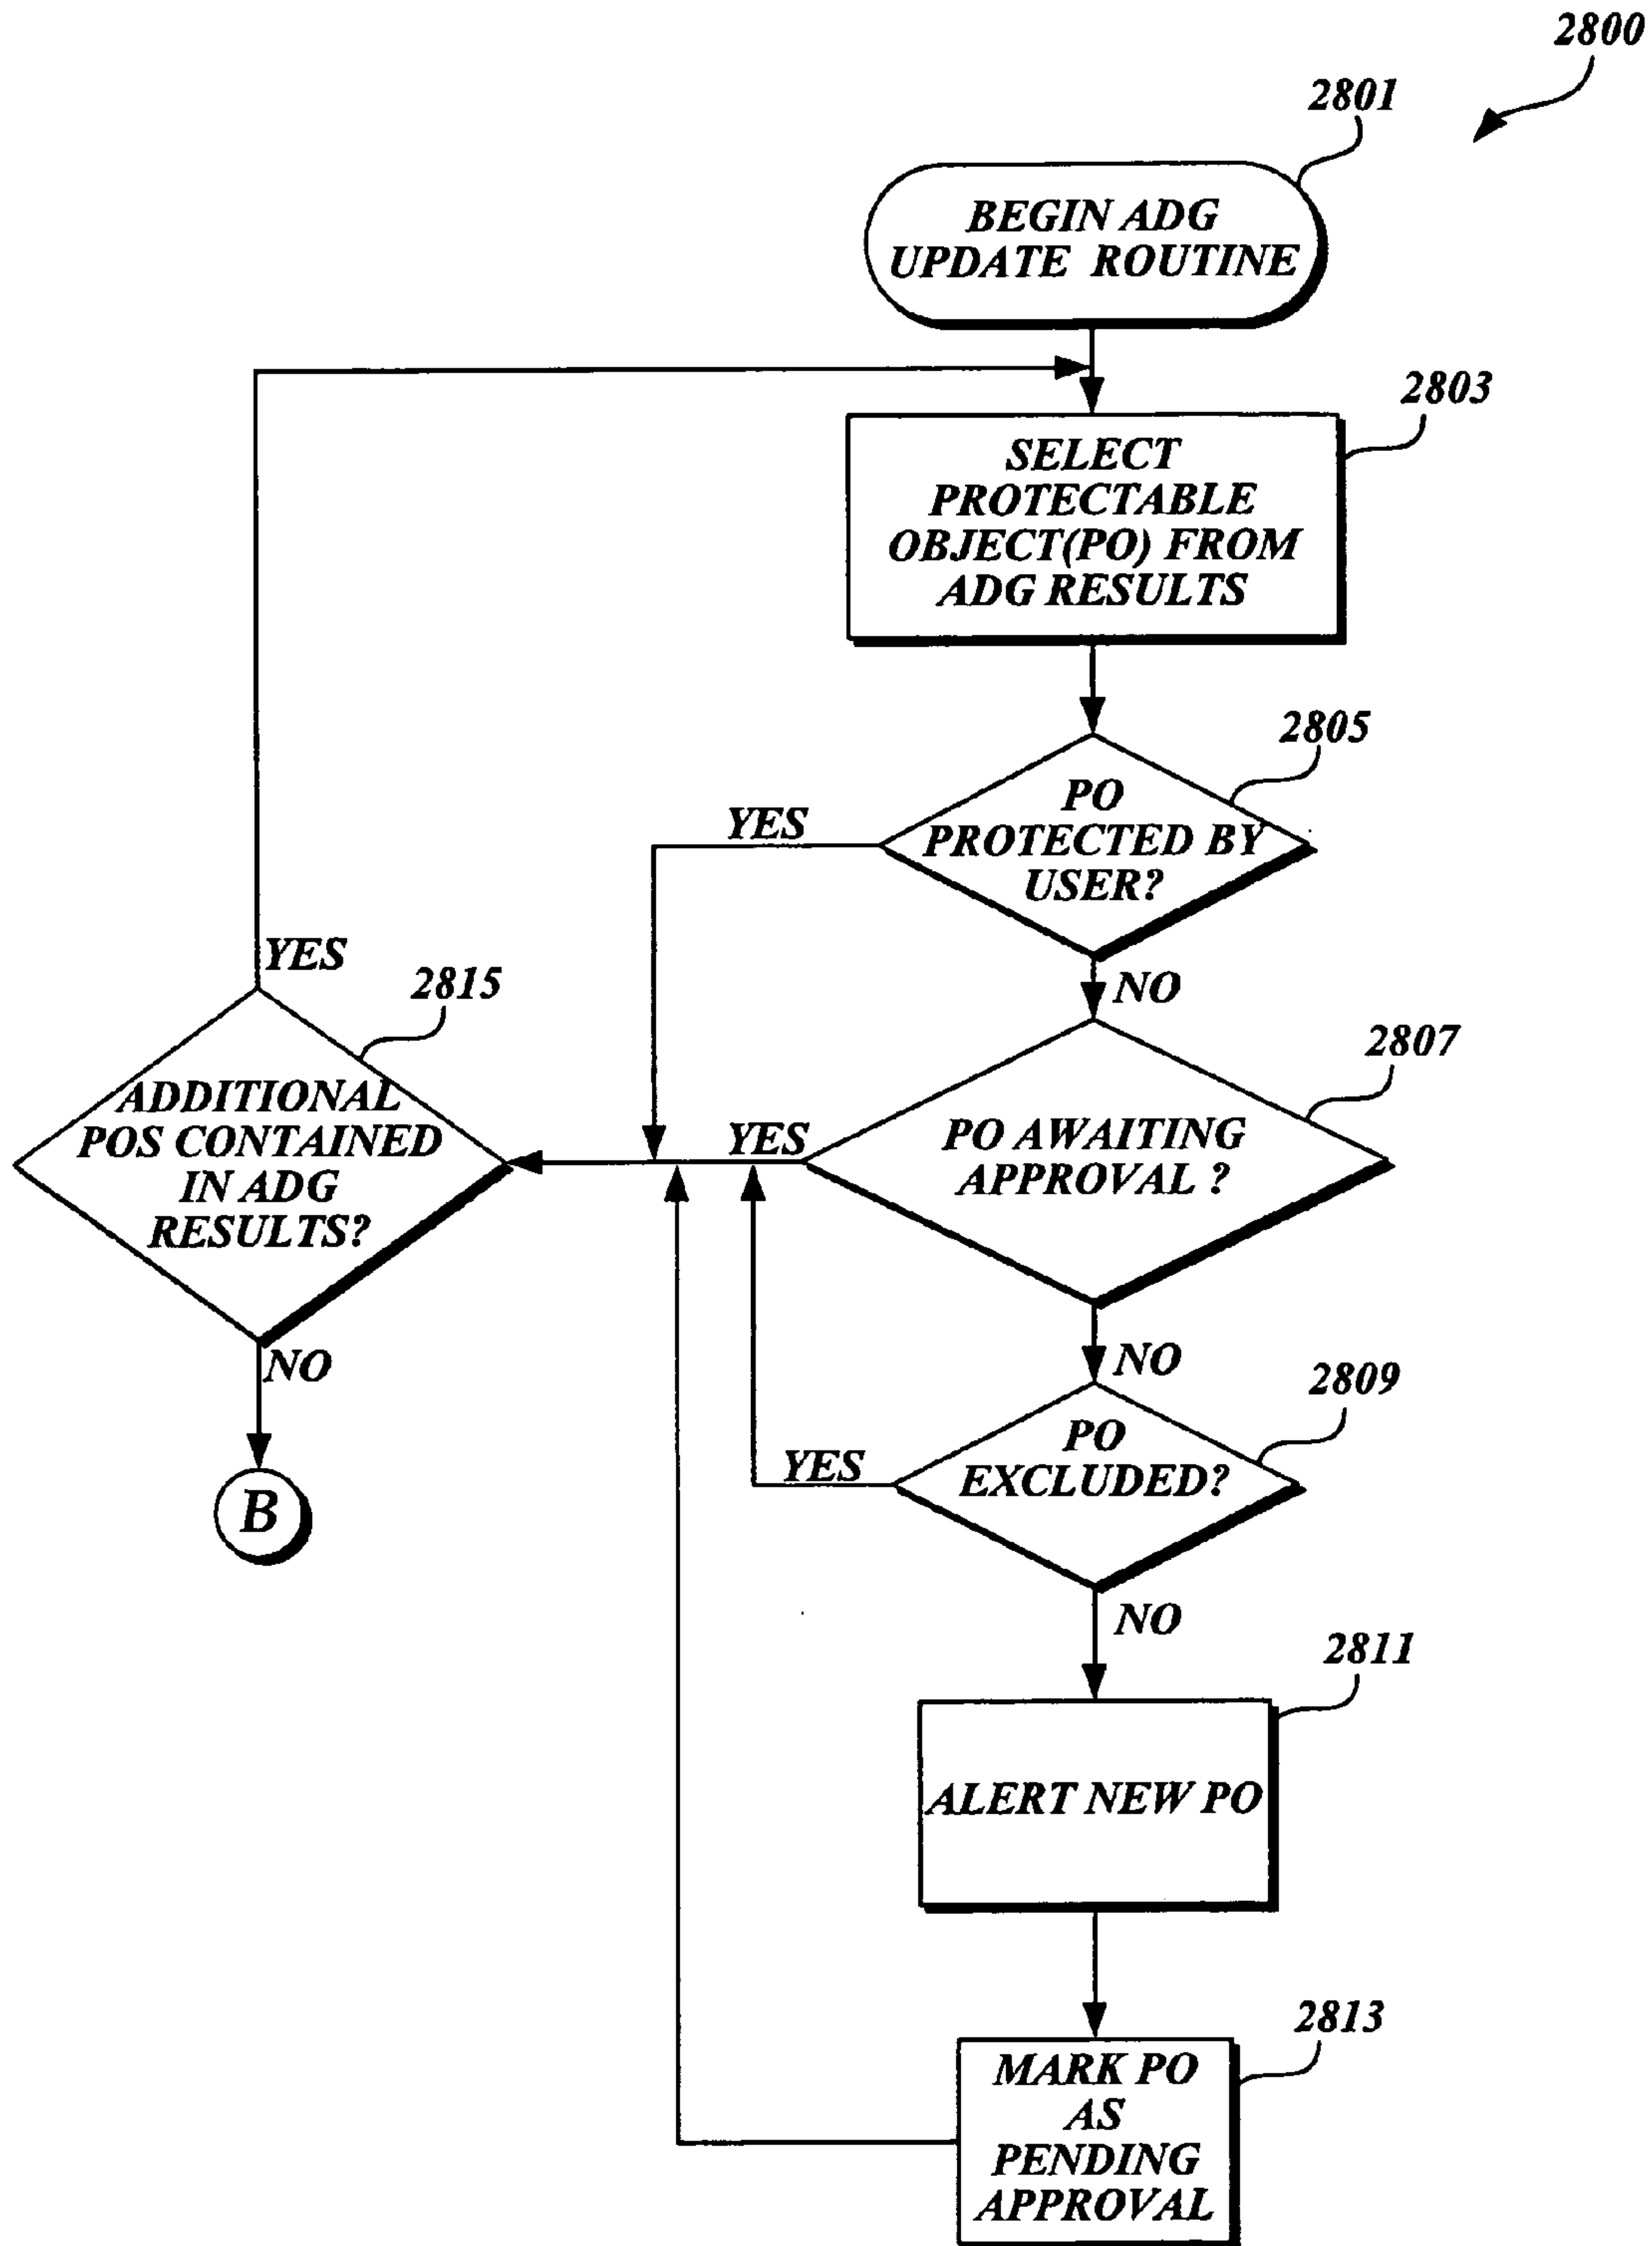 2800
2801
BEGIN ADG
UPDATE ROUTINE
2803
SELECT
PROTECTABLE
OBJECT(PO) FROM
ADG RESULTS
2805
PO
PROTECTED BY
USER?
YES
NO
2807
PO AWAITING
APPROVAL ?
YES
NO
2815
ADDITIONAL
POS CONTAINED
IN ADG
RESULTS?
YES
NO
B
2809
PO
EXCLUDED?
YES
NO
2811
ALERT NEW PO
2813
MARK PO
AS
PENDING
APPROVAL